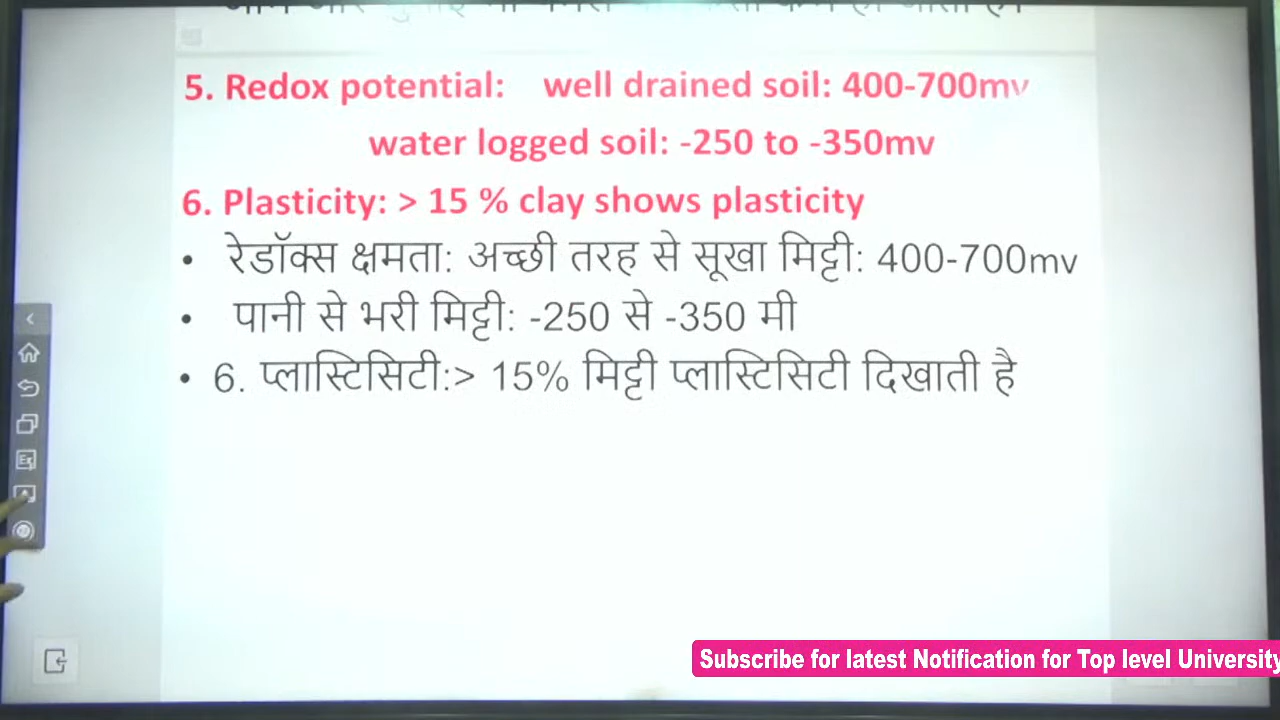 5. Redox potential: well drained soil: 400-700mv
water logged soil: -250 to -350mv
6. Plasticity: > 15 % clay shows plasticity
• रेडॉक्स क्षमता: अच्छी तरह से सूखा मिट्टी: 400-700mv
• पानी से भरी मिट्टी: -250 से -350 मी
• 6. प्लास्टिसिटी:> 15% मिट्टी प्लास्टिसिटी दिखाती है
Subscribe for latest Notification for Top level University